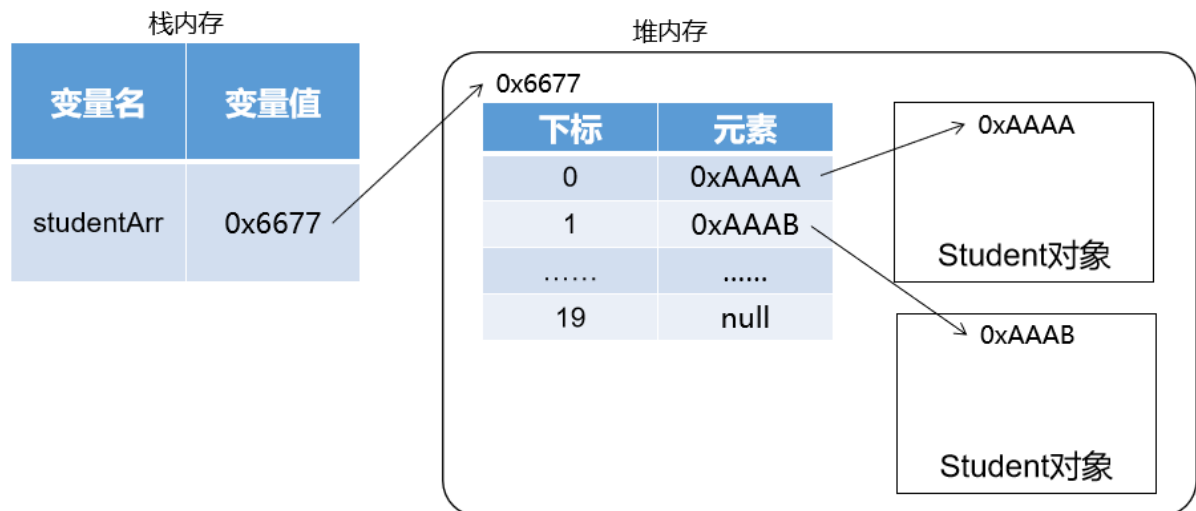 栈内存
变量名 变量值
studentArr 0x6677
堆内存
0x6677
下标 元素
0 0xAAAA
1 0xAAAB
...... ......
19 null
0xAAAA
Student对象
0xAAAB
Student对象